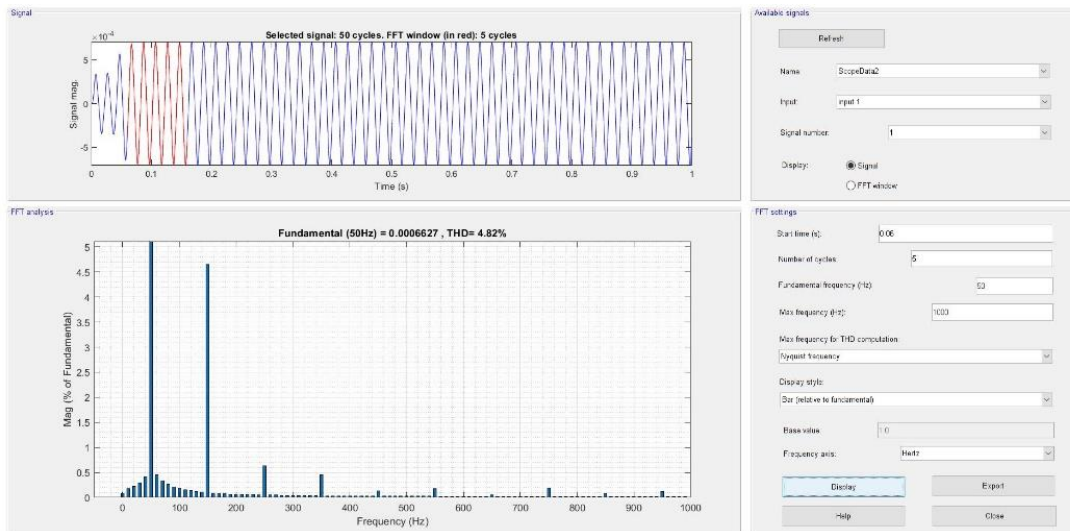 Signal
Selected signal: 50 cycles. FFT window (in red): 5 cycles
5
0
-5
Signal mag.
0 0.1 0.2 0.3 0.4 0.5 0.6 0.7 0.8 0.9 1
Time (s)
FFT analysis
Fundamental (50Hz) = 0.0006627 , THD= 4.82%
5
4.5
4
3.5
3
2.5
2
1.5
1
0.5
0
Mag (% of Fundamental)
0 100 200 300 400 500 600 700 800 900 1000
Frequency (Hz)
Available signals
Refresh
Name:
ScopeData2
Input:
input 1
Signal number:
1
Display:
Signal
FFT window
FFT settings
Start time (s):
0.06
Number of cycles:
5
Fundamental frequency (Hz):
50
Max frequency (Hz):
1000
Max frequency for THD computation:
Nyquist frequency
Display style:
Bar (relative to fundamental)
Base value:
1.0
Frequency axis:
Hertz
Display
Export
Help
Close